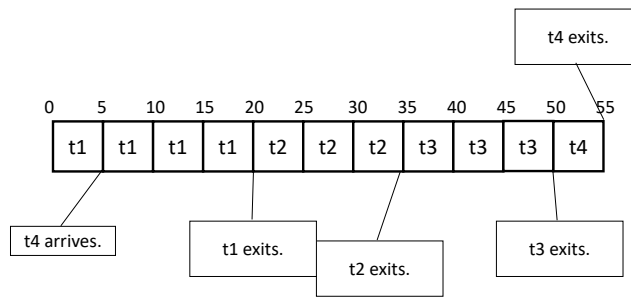 t4 exits.
0 5 10 15 20 25 30 35 40 45 50 55
t1 t1 t1 t1 t2 t2 t2 t3 t3 t3 t4
t4 arrives.
t1 exits.
t2 exits.
t3 exits.